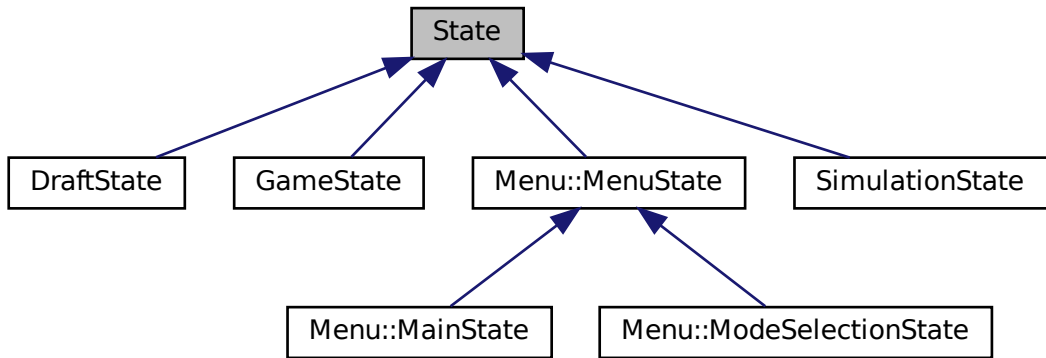 State
DraftState
GameState
Menu::MenuState
SimulationState
Menu::MainState
Menu::ModeSelectionState